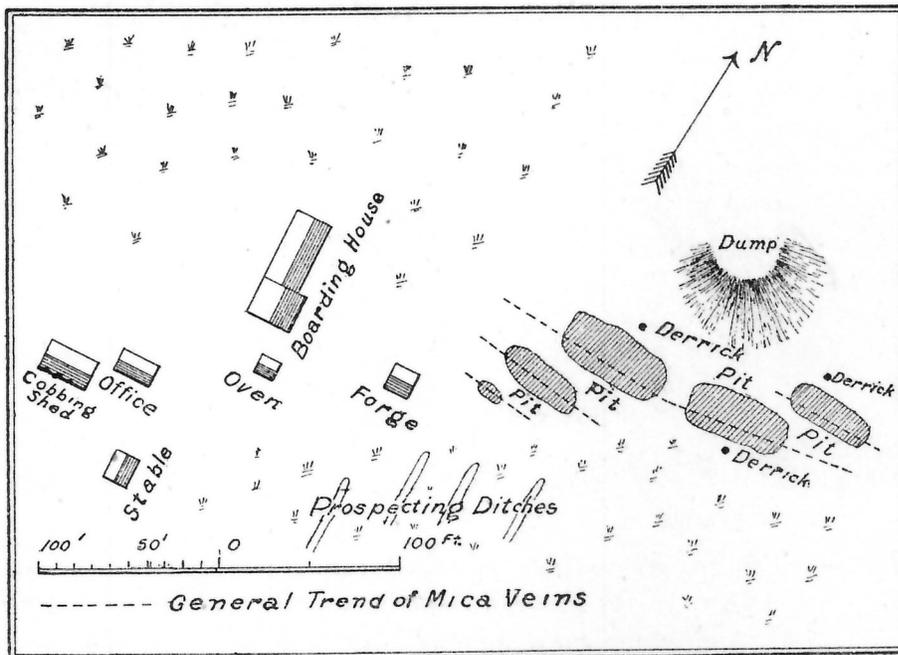 N
Dump
Boarding House
Derrick
Cobbing
Shed
Office
Oven
Forge
Pit
Pit
Pit
Derrick
Pit
Derrick
Stable
Prospecting Ditches
100' 50' 0 100 Ft.
General Trend of Mica Veins